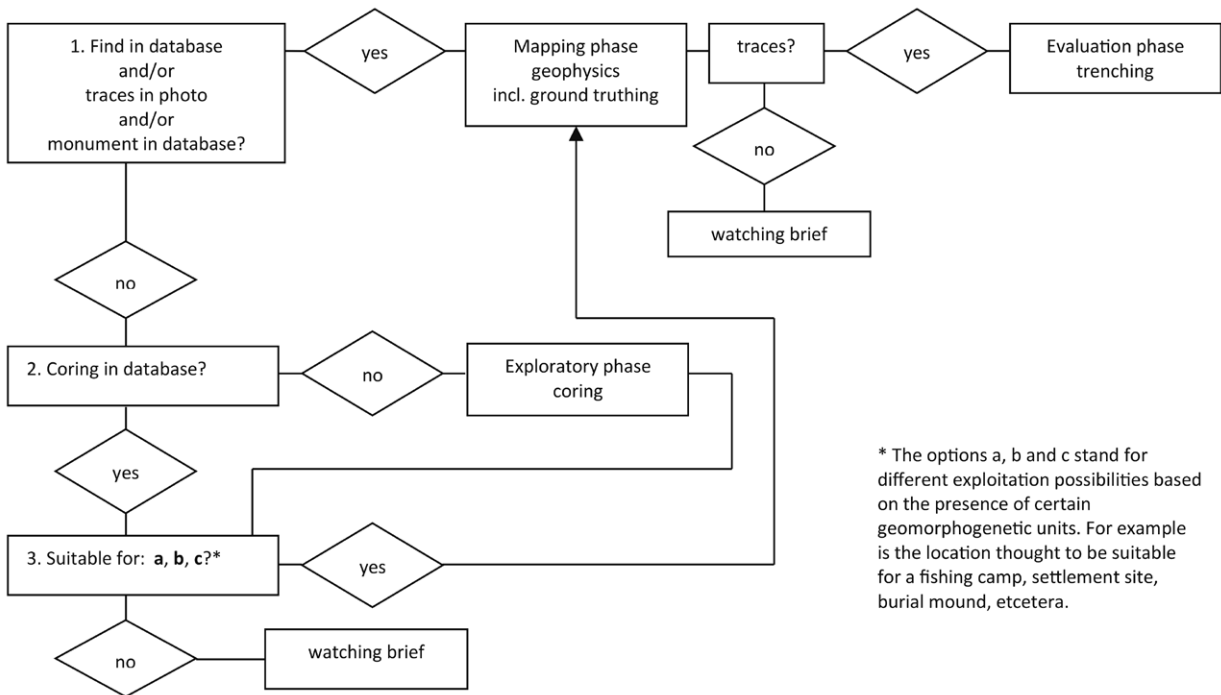 1. Find in database
and/or
traces in photo
and/or
monument in database?
yes
Mapping phase
geophysics
incl. ground truthing
traces?
yes
Evaluation phase
trenching
no
watching brief
no
2. Coring in database?
no
Exploratory phase
coring
yes
3. Suitable for: a, b, c?*
yes
no
watching brief
* The options a, b and c stand for
different exploitation possibilities based
on the presence of certain
geomorphogenetic units. For example
is the location thought to be suitable
for a fishing camp, settlement site,
burial mound, etcetera.